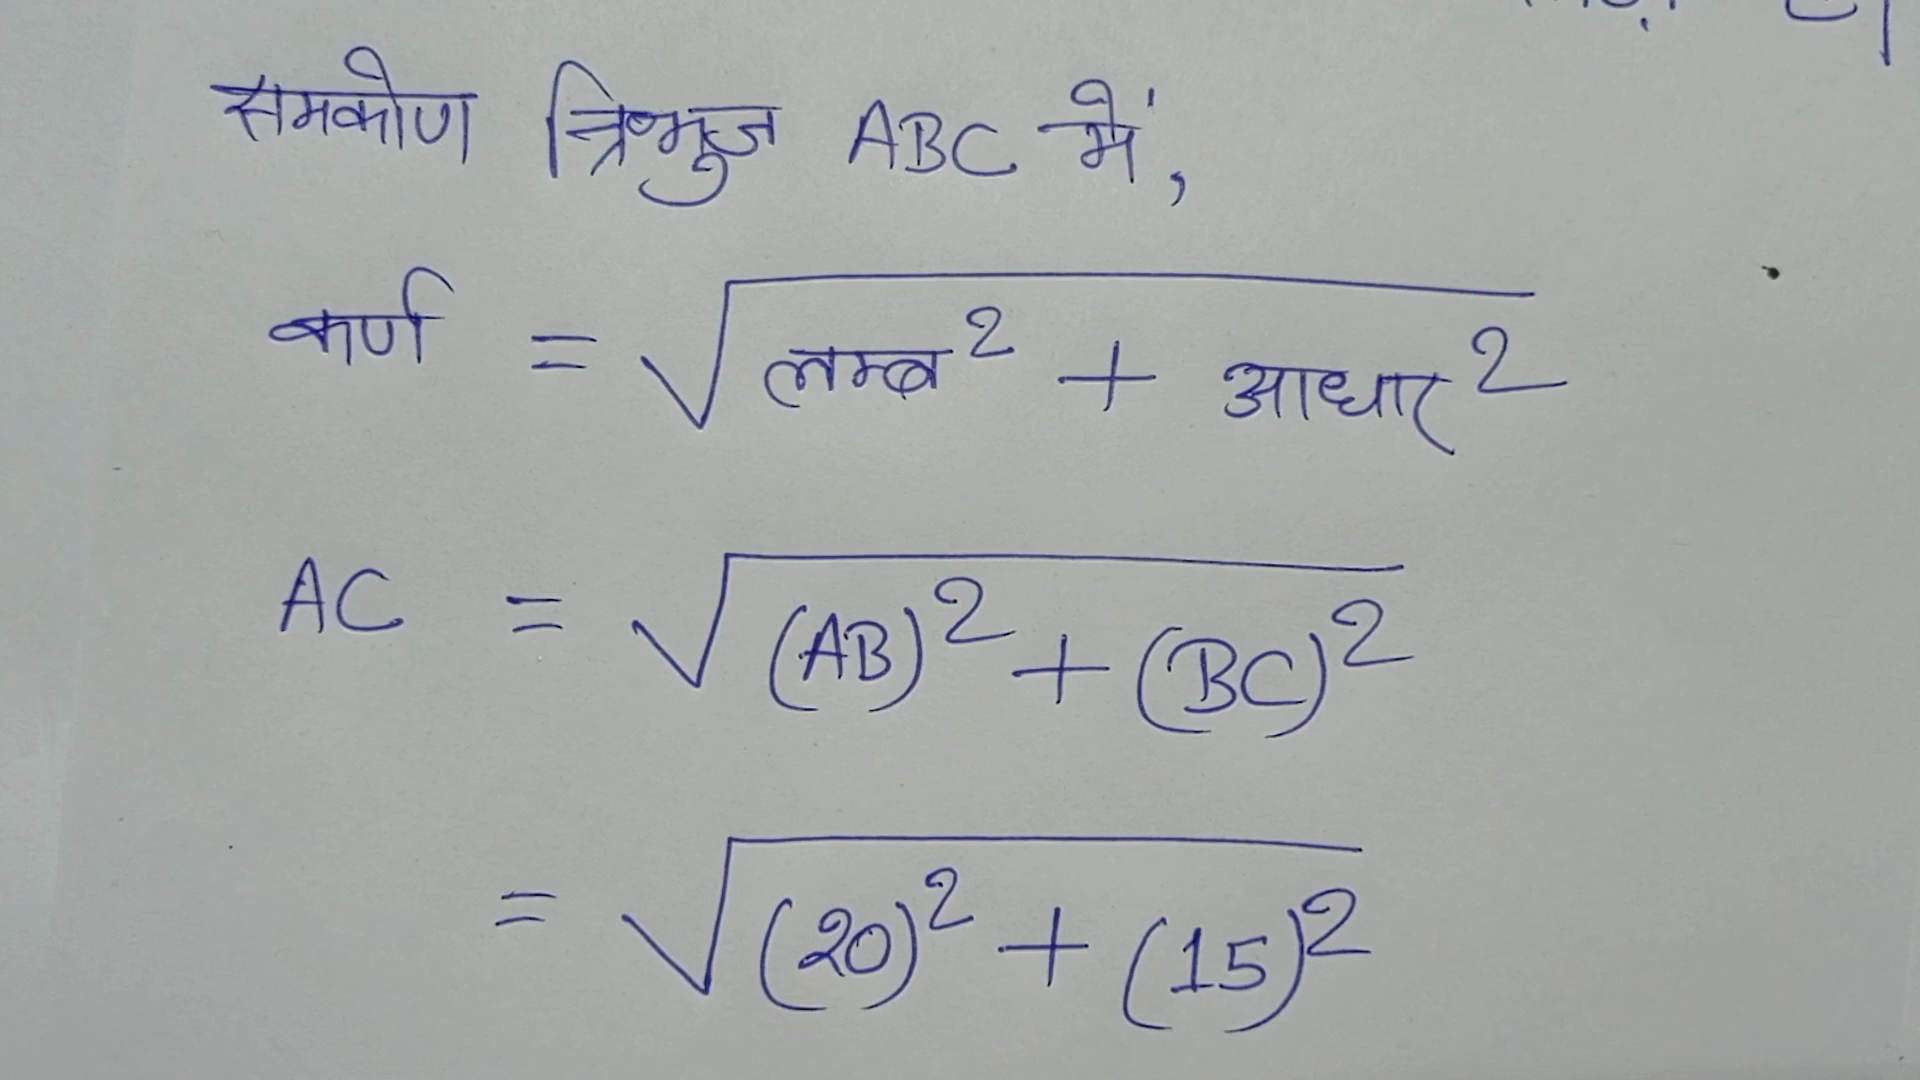 समकोण त्रिभुज ABC में,
कर्ण = √लम्ब² + आधार²
AC = √(AB)² + (BC)²
= √(20)² + (15)²